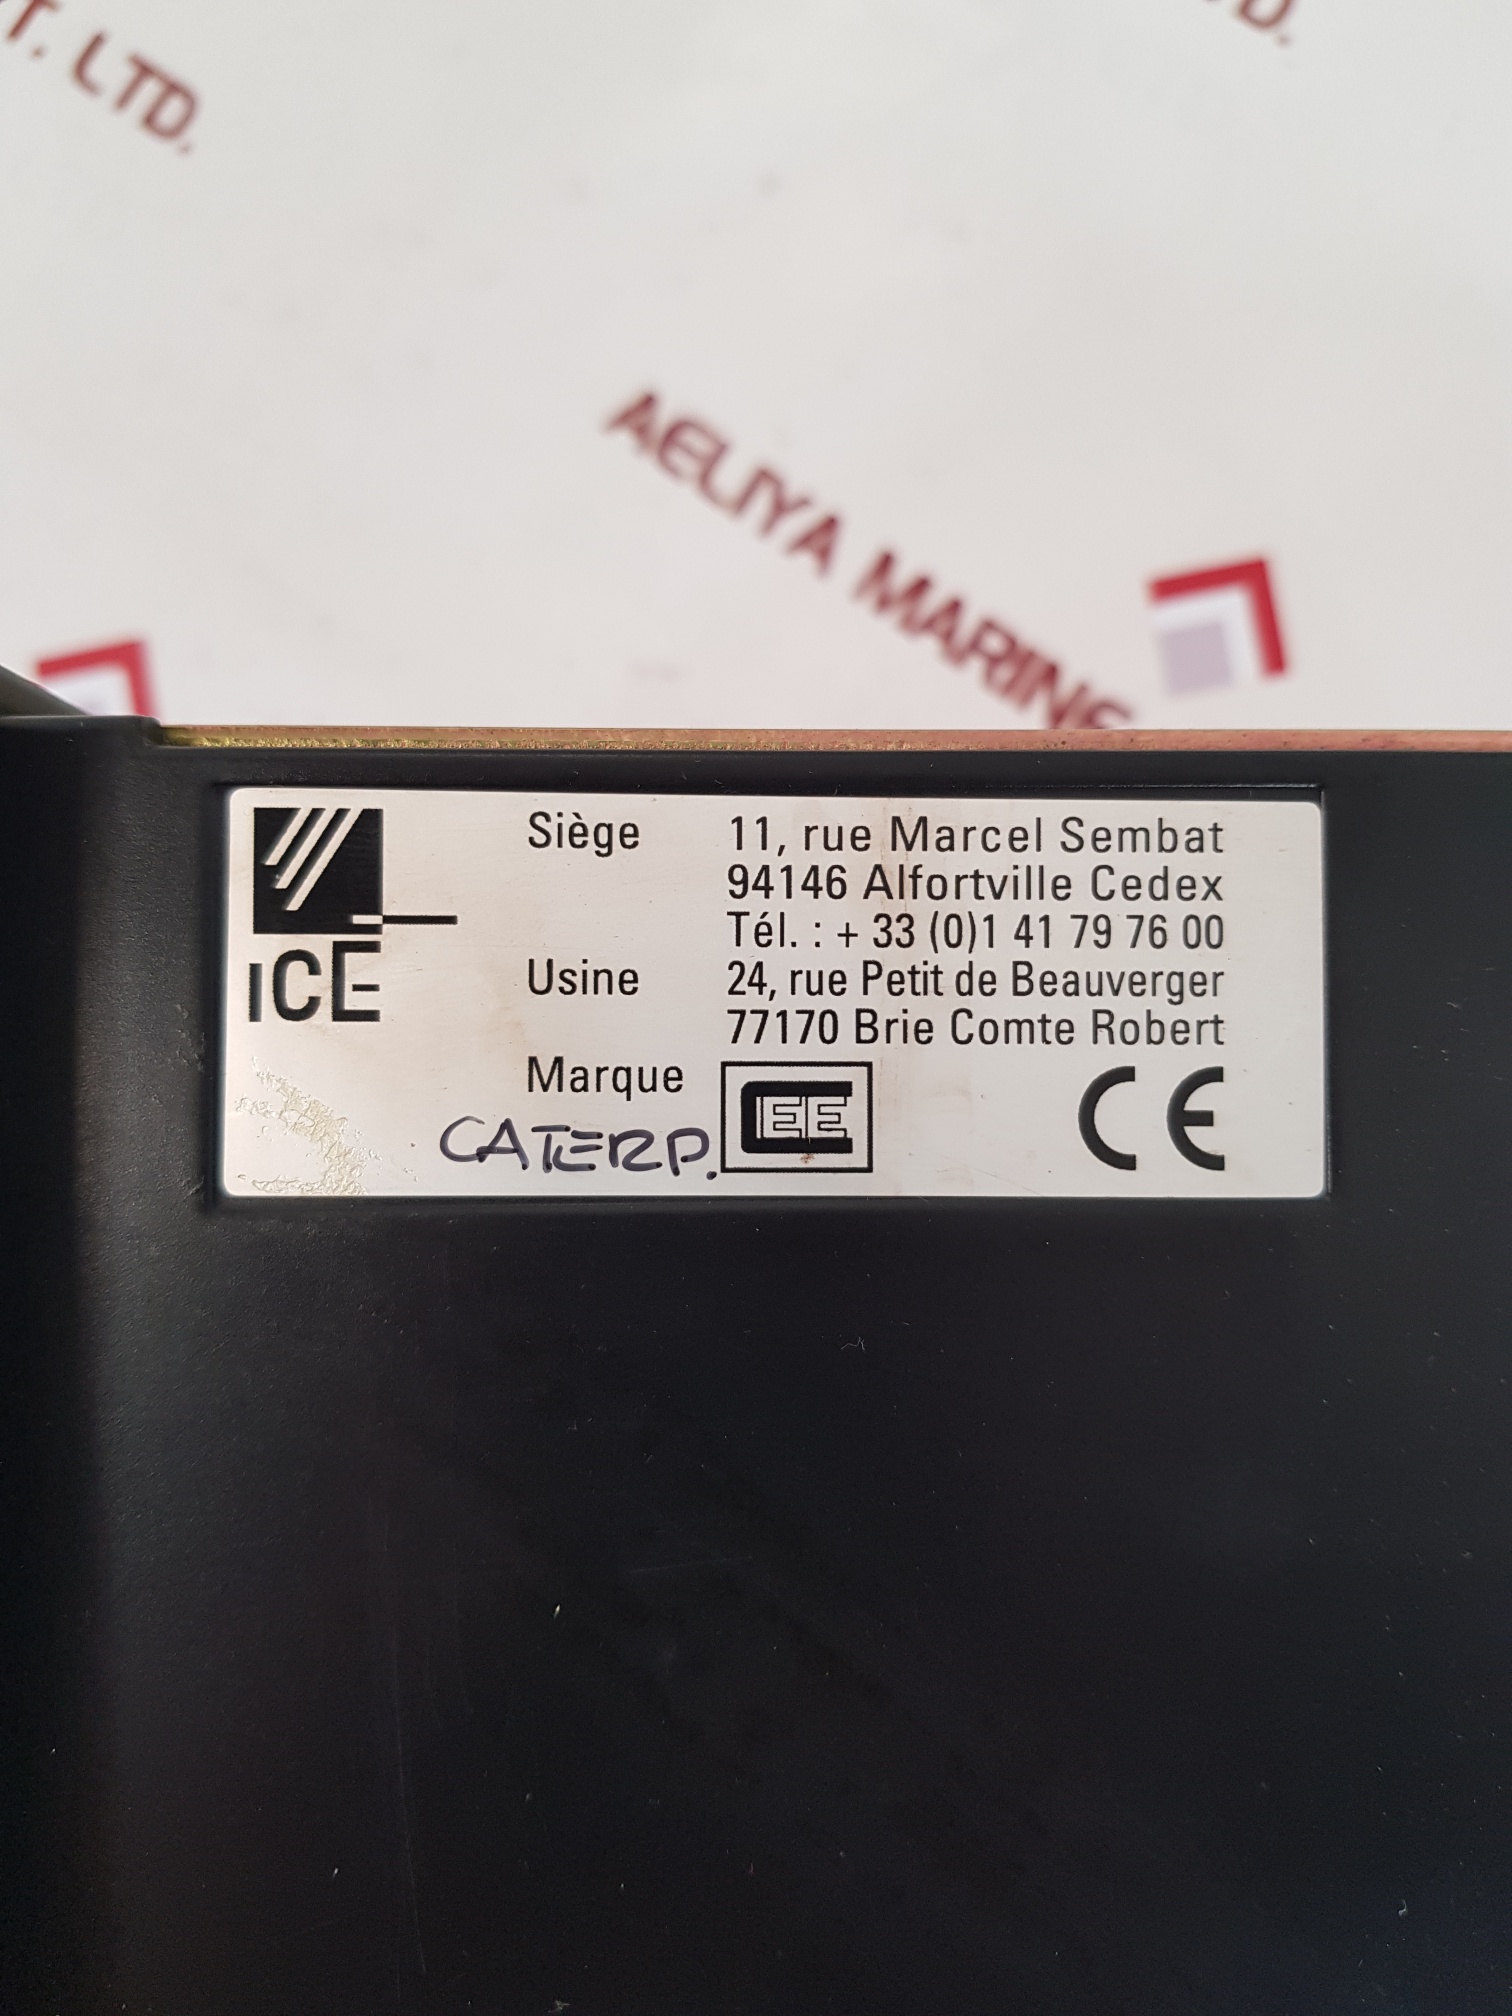 T. LTD.
D.
AELIYA MARINE
ICE
Siège 11, rue Marcel Sembat
94146 Alfortville Cedex
Tél. : + 33 (0)1 41 79 76 00
Usine 24, rue Petit de Beauverger
77170 Brie Comte Robert
Marque CEE CE
CATERP.